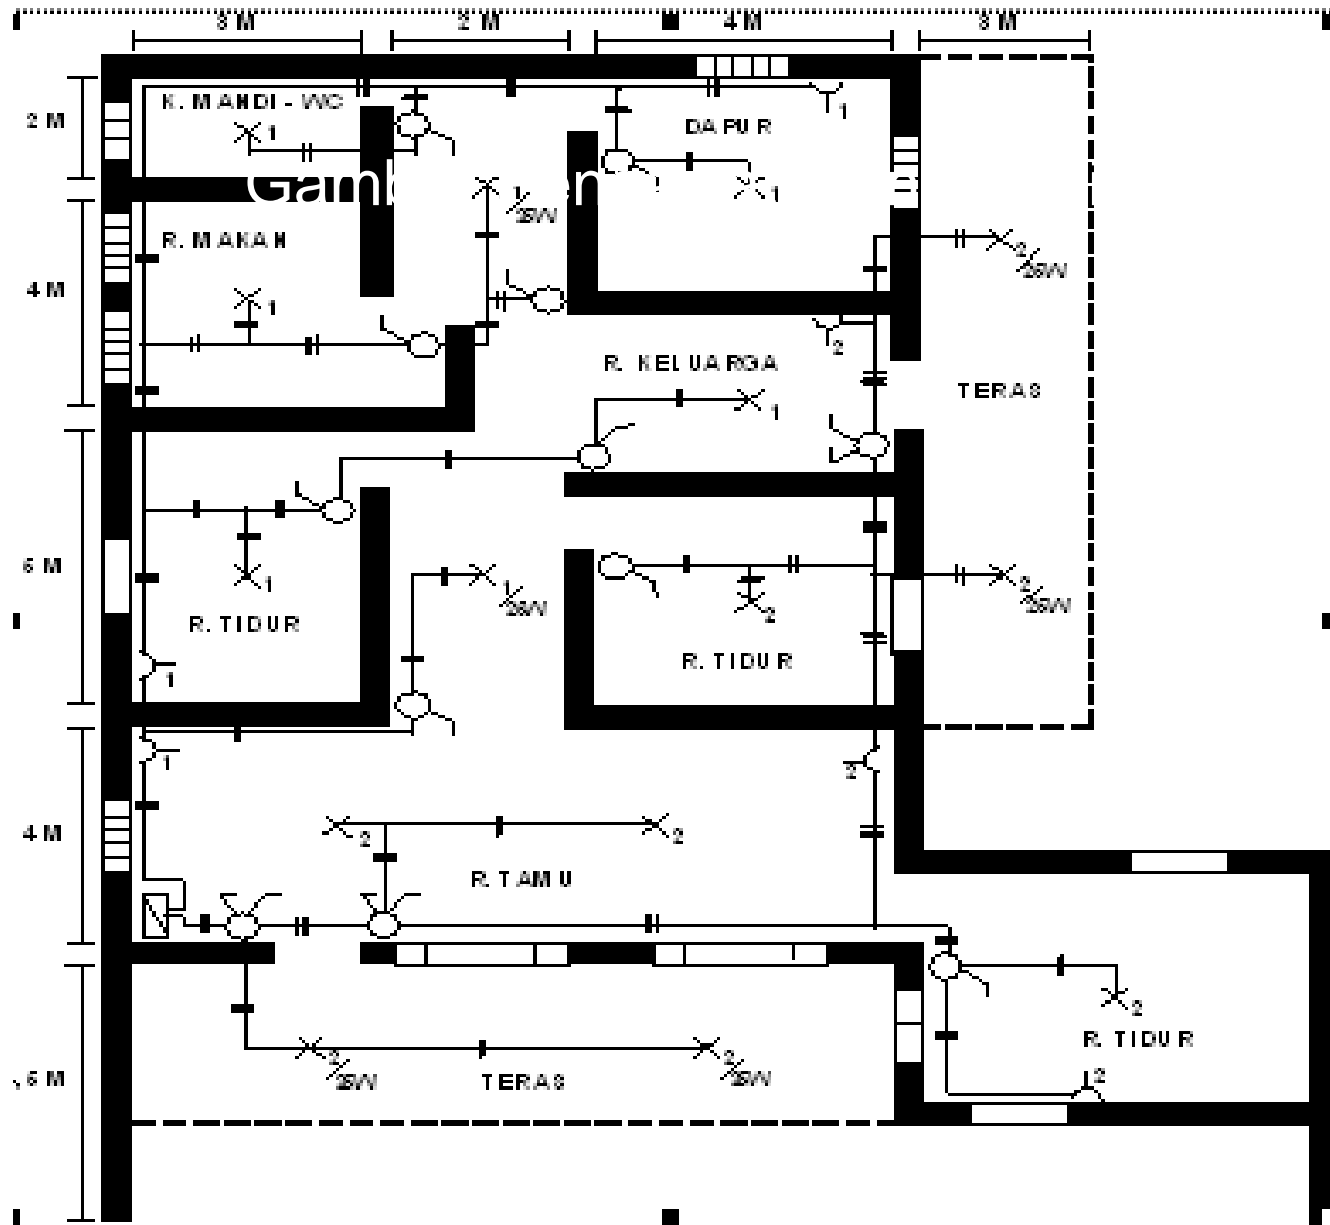 3 M
2 M
4 M
3 M
K. MANDI - WC
1
1
2 M
DAPUR
1
1
25W
R. MAKAN
2
25W
4 M
1
2
R. KELUARGA
TERAS
1
1
1
25W
2
25W
2
6 M
R. TIDUR
R. TIDUR
1
1
2
2
2
4 M
R. TAMU
2
R. TIDUR
2
25W
2
25W
TERAS
2